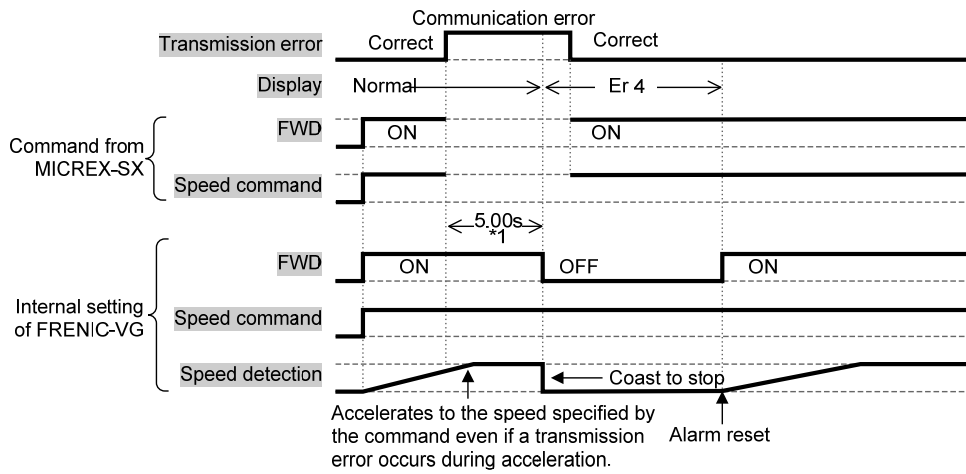 Communication error
Transmission error Correct Correct
Display Normal Er 4
FWD ON ON
Command from
MICREX-SX
Speed command
5.00s
*1
FWD ON OFF ON
Internal setting
of FRENIC-VG
Speed command
Speed detection Coast to stop
Accelerates to the speed specified by
the command even if a transmission
error occurs during acceleration.
Alarm reset